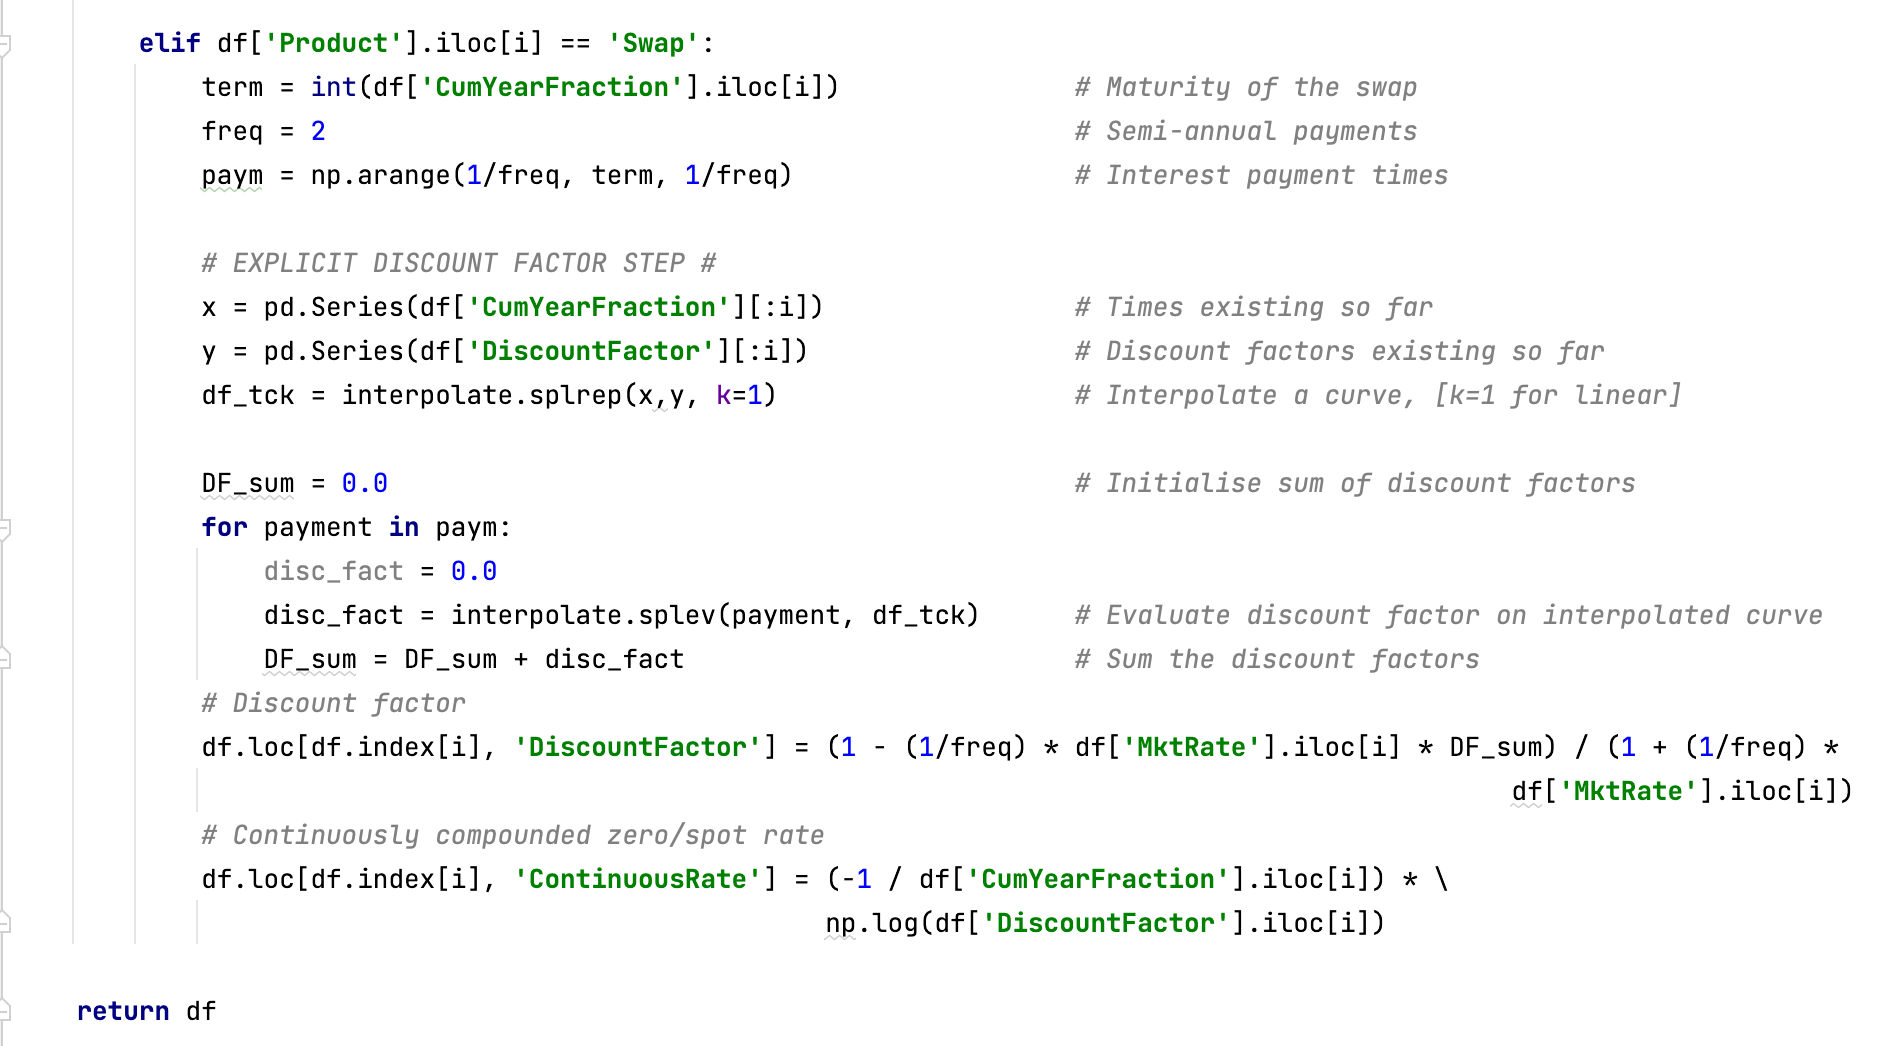 elif df['Product'].iloc[i] == 'Swap':
term = int(df['CumYearFraction'].iloc[i]) # Maturity of the swap
freq = 2 # Semi-annual payments
paym = np.arange(1/freq, term, 1/freq) # Interest payment times
# EXPLICIT DISCOUNT FACTOR STEP #
x = pd.Series(df['CumYearFraction'][:i]) # Times existing so far
y = pd.Series(df['DiscountFactor'][:i]) # Discount factors existing so far
df_tck = interpolate.splrep(x,y, k=1) # Interpolate a curve, [k=1 for linear]
DF_sum = 0.0 # Initialise sum of discount factors
for payment in paym:
disc_fact = 0.0
disc_fact = interpolate.splev(payment, df_tck) # Evaluate discount factor on interpolated curve
DF_sum = DF_sum + disc_fact # Sum the discount factors
# Discount factor
df.loc[df.index[i], 'DiscountFactor'] = (1 - (1/freq) * df['MktRate'].iloc[i] * DF_sum) / (1 + (1/freq) *
df['MktRate'].iloc[i])
# Continuously compounded zero/spot rate
df.loc[df.index[i], 'ContinuousRate'] = (-1 / df['CumYearFraction'].iloc[i]) * \
np.log(df['DiscountFactor'].iloc[i])
return df